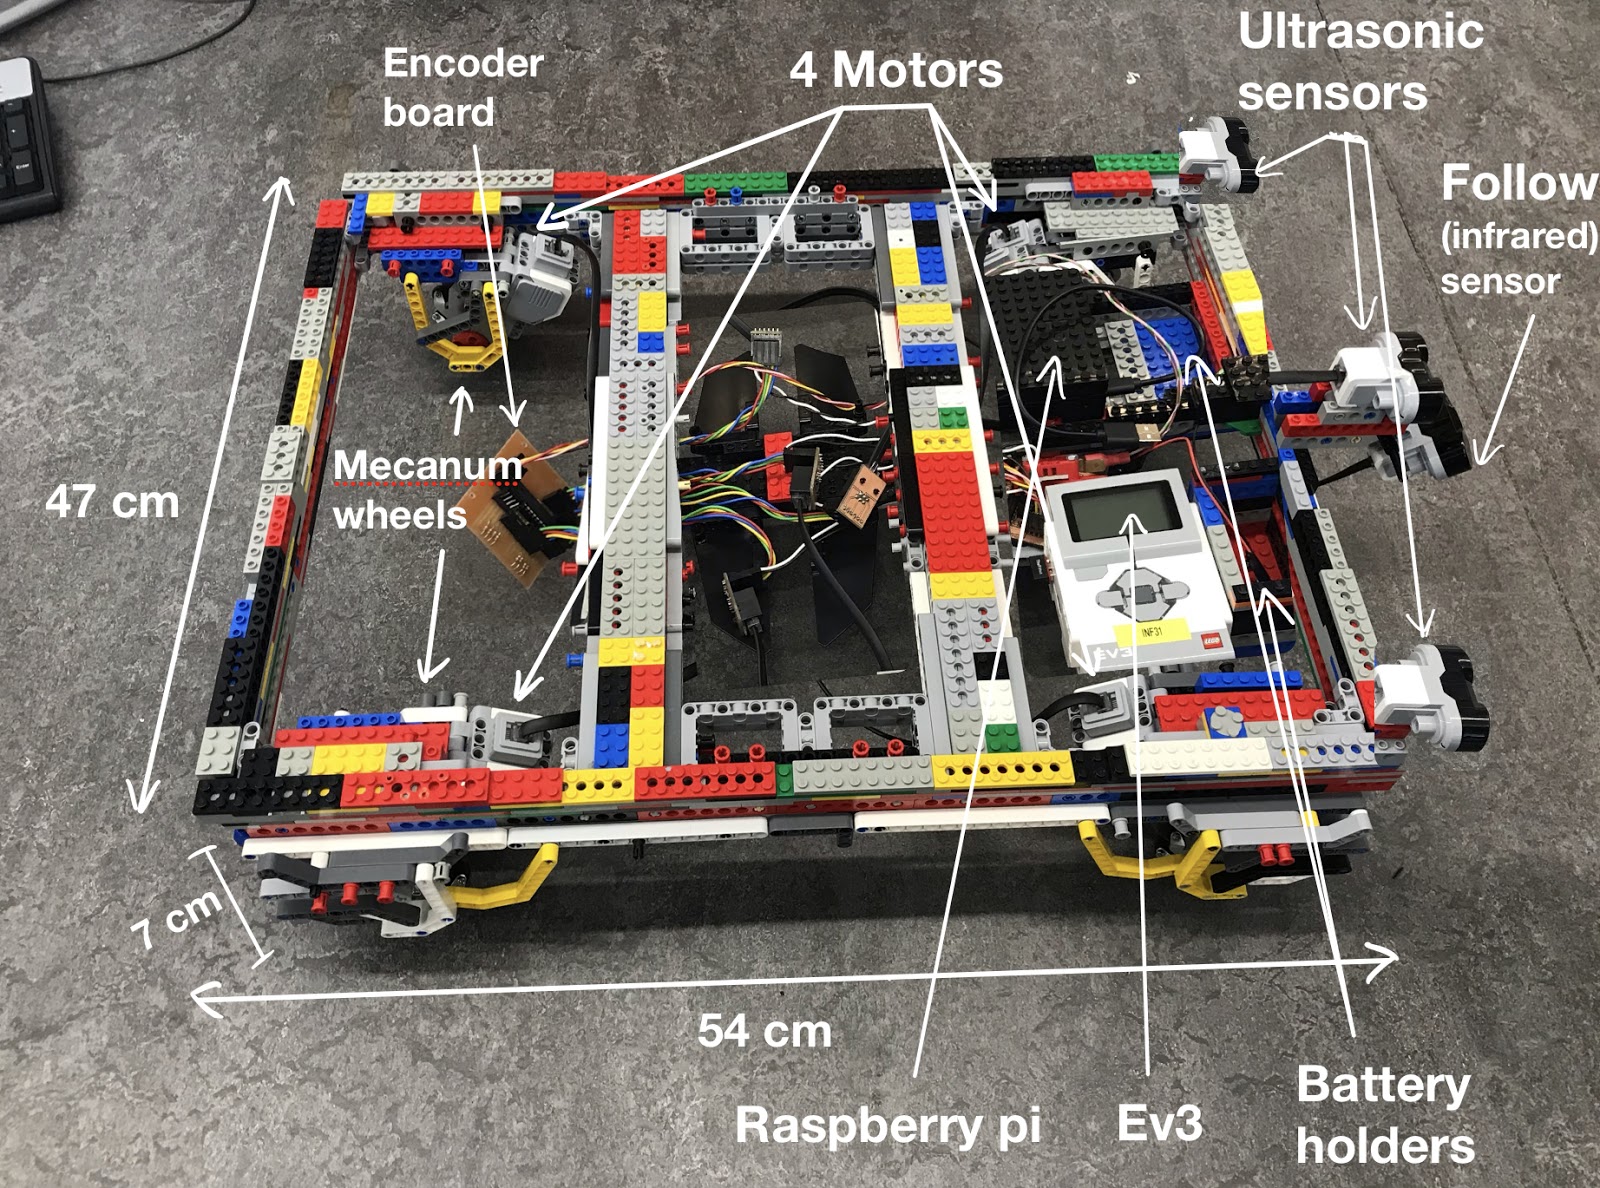 Encoder
board
4 Motors
Ultrasonic
sensors
Follow
(infrared)
sensor
Mecanum
wheels
47 cm
INF31
EV3
LEGO
7 cm
54 cm
Raspberry pi
Ev3
Battery
holders